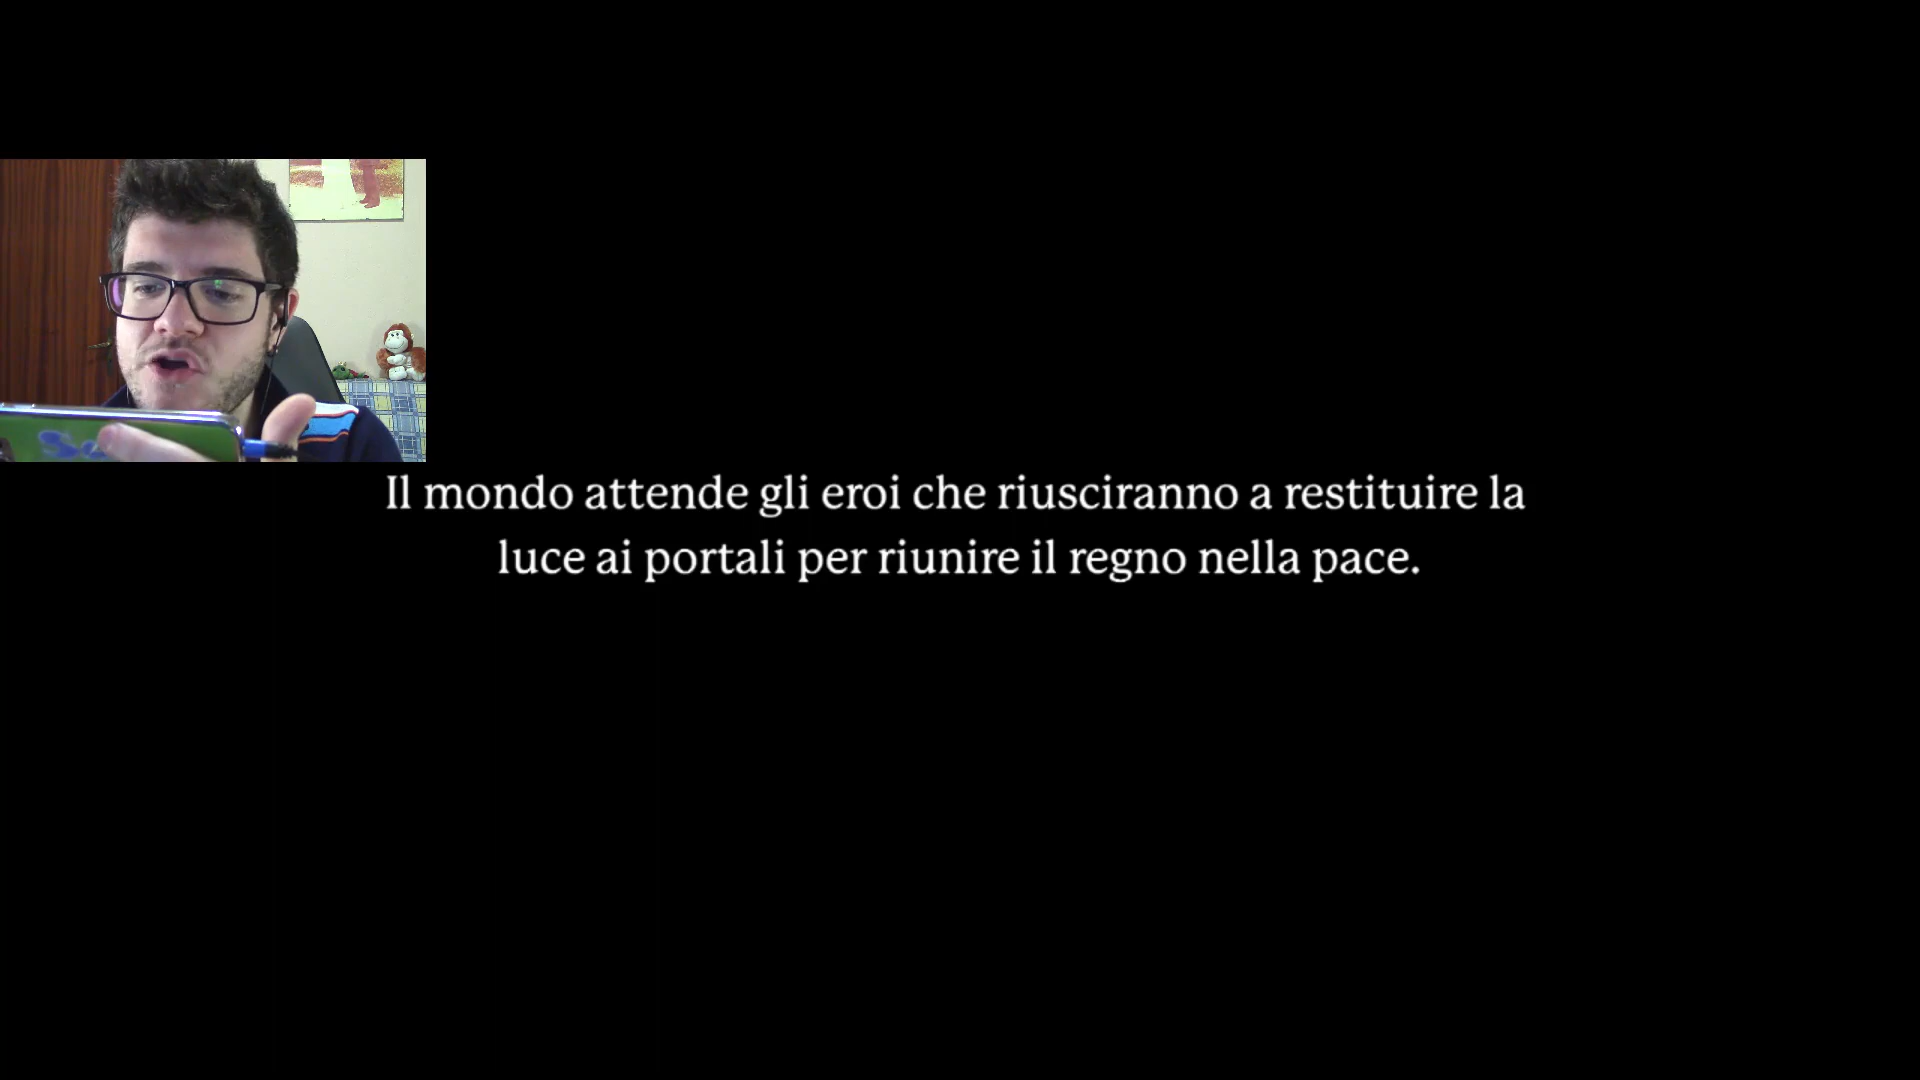 Il mondo attende gli eroi che riusciranno a restituire la
luce ai portali per riunire il regno nella pace.